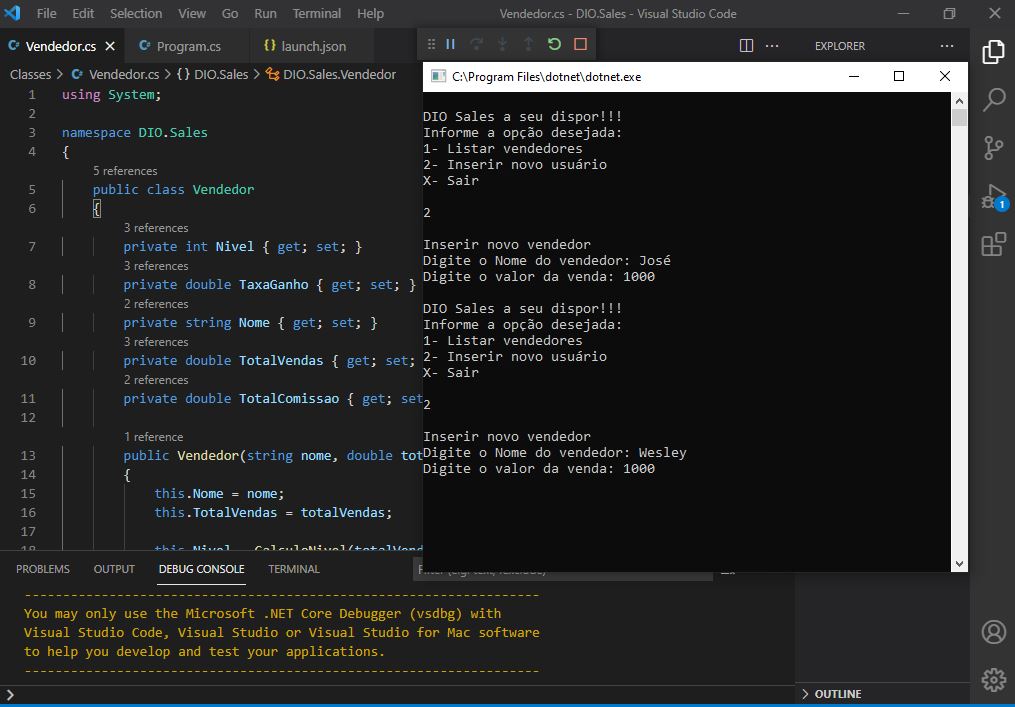 File Edit Selection View Go Run Terminal Help Vendedor.cs - DIO.Sales - Visual Studio Code
Vendedor.cs Program.cs launch.json
EXPLORER
Classes > Vendedor.cs > {} DIO.Sales > DIO.Sales.Vendedor
1 using System;
2
3 namespace DIO.Sales
4 {
5 references
5 public class Vendedor
6 {
3 references
7 private int Nivel { get; set; }
3 references
8 private double TaxaGanho { get; set; }
2 references
9 private string Nome { get; set; }
3 references
10 private double TotalVendas { get; set;
2 references
11 private double TotalComissao { get; set
12
1 reference
13 public Vendedor(string nome, double tot
14 {
15 this.Nome = nome;
16 this.TotalVendas = totalVendas;
17
18 this.Nivel = CalculeNivel(totalVend
C:\Program Files\dotnet\dotnet.exe
DIO Sales a seu dispor!!!
Informe a opção desejada:
1- Listar vendedores
2- Inserir novo usuário
X- Sair
2
Inserir novo vendedor
Digite o Nome do vendedor: José
Digite o valor da venda: 1000
DIO Sales a seu dispor!!!
Informe a opção desejada:
1- Listar vendedores
2- Inserir novo usuário
X- Sair
2
Inserir novo vendedor
Digite o Nome do vendedor: Wesley
Digite o valor da venda: 1000
1
PROBLEMS OUTPUT DEBUG CONSOLE TERMINAL
-------------------------------------------------------------------
You may only use the Microsoft .NET Core Debugger (vsdbg) with
Visual Studio Code, Visual Studio or Visual Studio for Mac software
to help you develop and test your applications.
-------------------------------------------------------------------
> OUTLINE